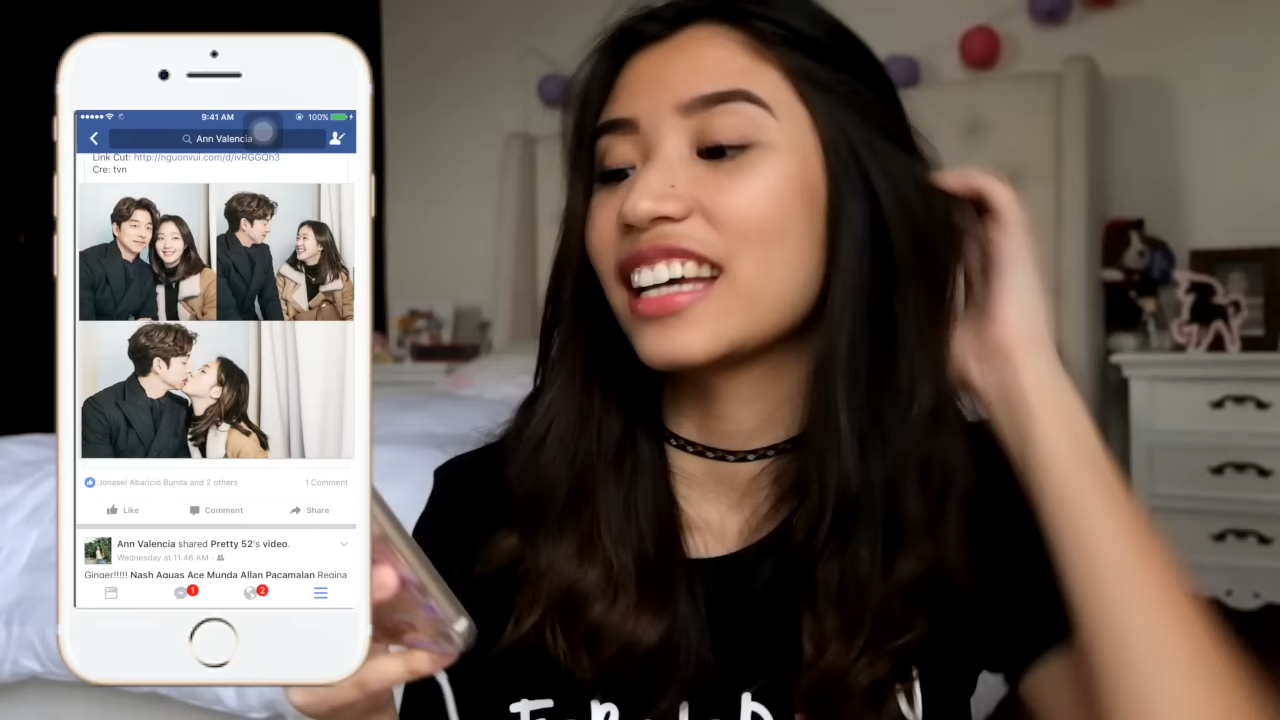 9:41 AM
100%
Ann Valencia
Link Cut: http://nguonvui.com/d/ivRGGQh3
Cre: tvn
Jonasel Abaricio Bunda and 2 others
1 Comment
Like
Comment
Share
Ann Valencia shared Pretty 52's video.
Wednesday at 11.46 AM
Ginger!!!!! Nash Aguas Ace Munda Allan Pacamalan Regina
1
2